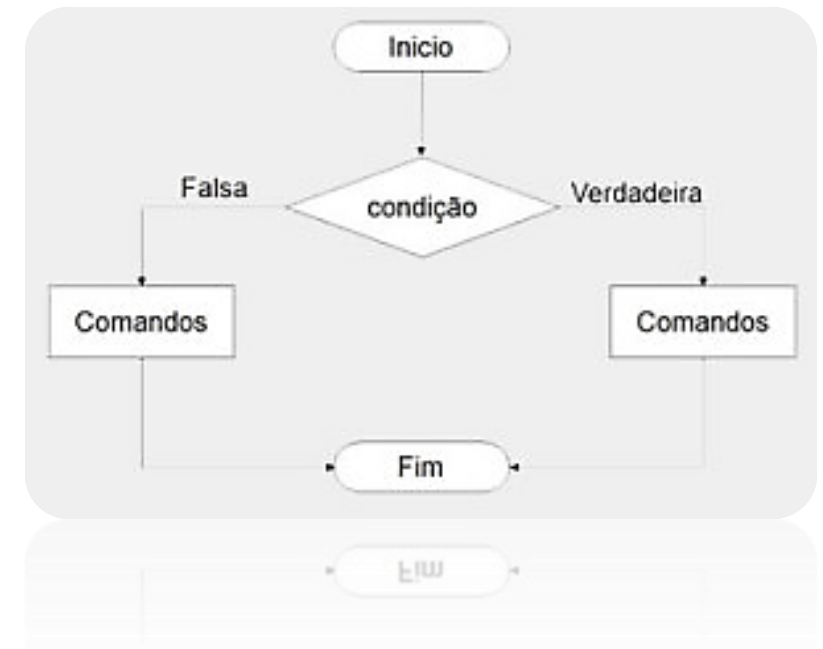 Inicio
Falsa
Verdadeira
condição
Comandos
Comandos
Fim